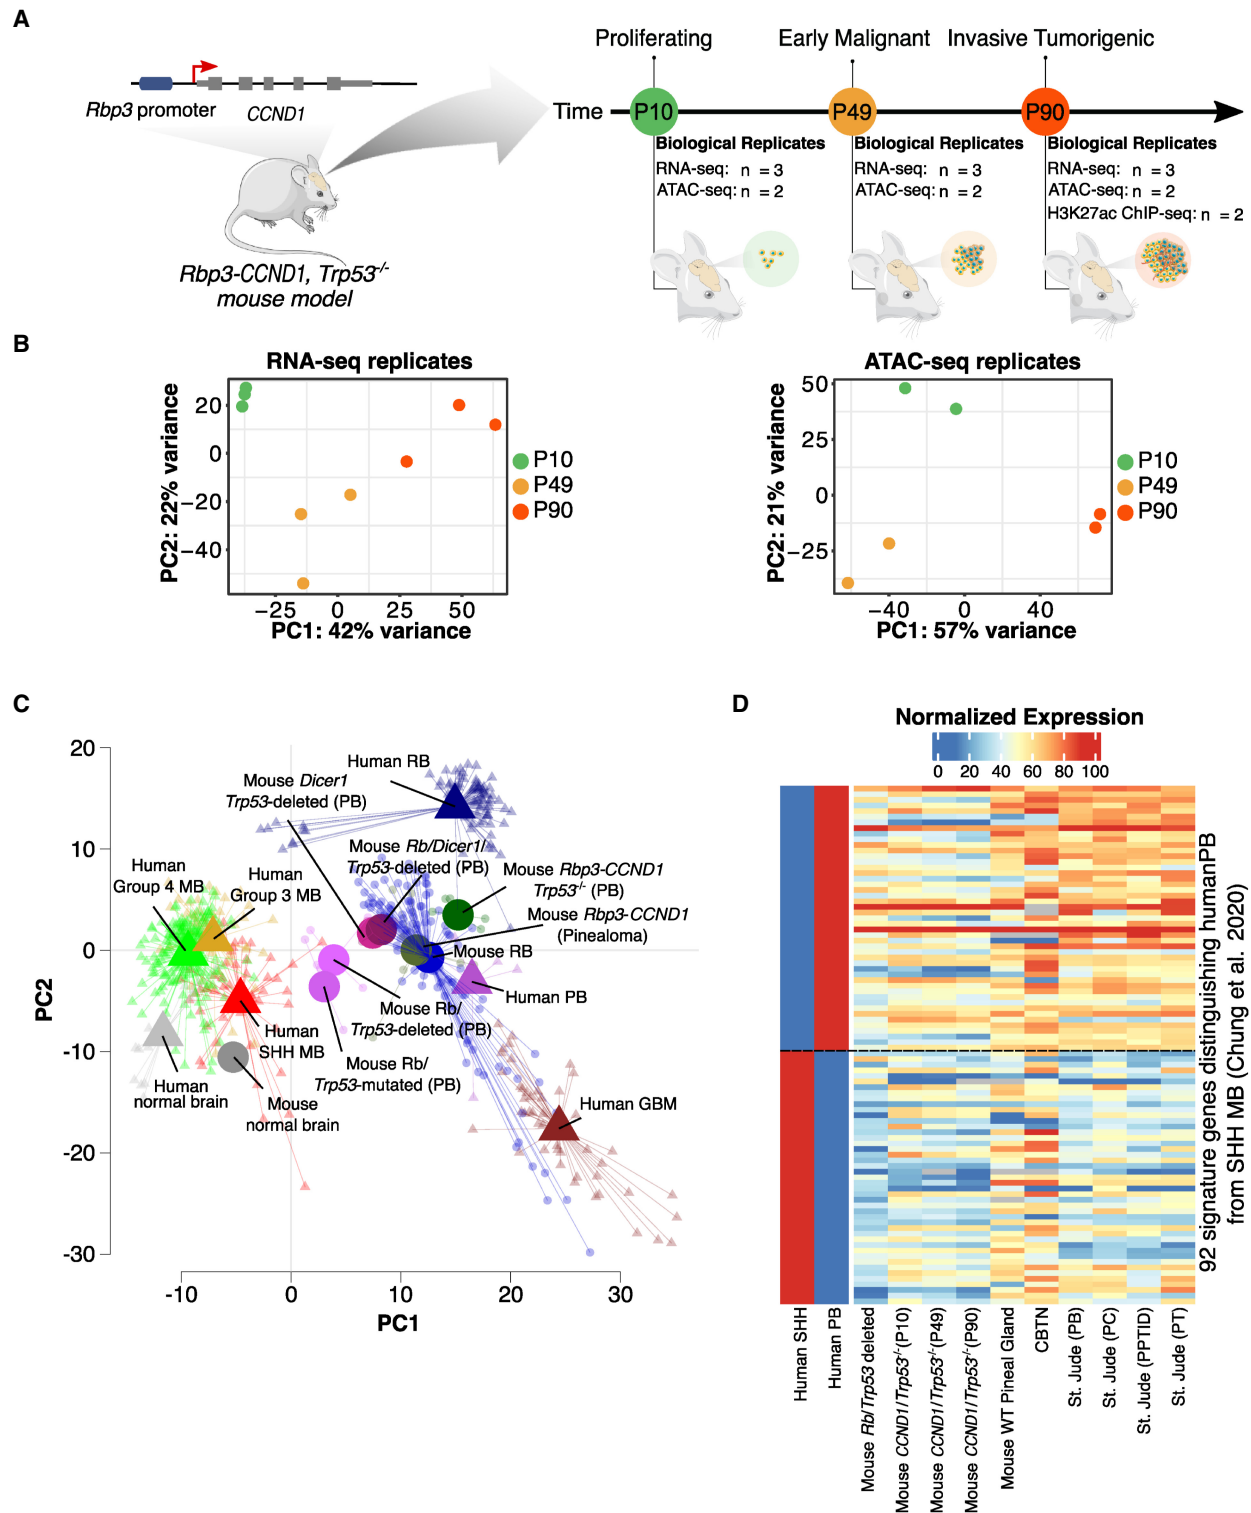 A
Rbp3 promoter
CCND1
Rbp3-CCND1, Trp53-/-
mouse model
Proliferating
Early Malignant
Invasive Tumorigenic
Time
P10
P49
P90
Biological Replicates
RNA-seq: n = 3
ATAC-seq: n = 2
Biological Replicates
RNA-seq: n = 3
ATAC-seq: n = 2
Biological Replicates
RNA-seq: n = 3
ATAC-seq: n = 2
H3K27ac ChIP-seq: n = 2
B
RNA-seq replicates
PC2: 22% variance
20
0
−20
−40
−25
0
25
50
PC1: 42% variance
P10
P49
P90
ATAC-seq replicates
PC2: 21% variance
50
25
0
−25
−40
0
40
PC1: 57% variance
P10
P49
P90
C
PC2
20
10
0
-10
-20
-30
-10
0
10
20
30
PC1
Human RB
Mouse Dicer1
Trp53-deleted (PB)
Mouse Rb/Dicer1/
Trp53-deleted (PB)
Human
Group 4 MB
Human
Group 3 MB
Mouse Rbp3-CCND1
Trp53-/- (PB)
Mouse Rbp3-CCND1
(Pinealoma)
Mouse RB
Human PB
Mouse Rb/
Trp53-deleted (PB)
Human
SHH MB
Mouse Rb/
Trp53-mutated (PB)
Human
normal brain
Mouse
normal brain
Human GBM
D
Normalized Expression
0
20
40
60
80
100
92 signature genes distinguishing humanPB
from SHH MB (Chung et al. 2020)
Human SHH
Human PB
Mouse Rb/Trp53 deleted
Mouse CCND1/Trp53-/-(P10)
Mouse CCND1/Trp53-/-(P49)
Mouse CCND1/Trp53-/-(P90)
Mouse WT Pineal Gland
CBTN
St. Jude (PB)
St. Jude (PC)
St. Jude (PPTID)
St. Jude (PT)